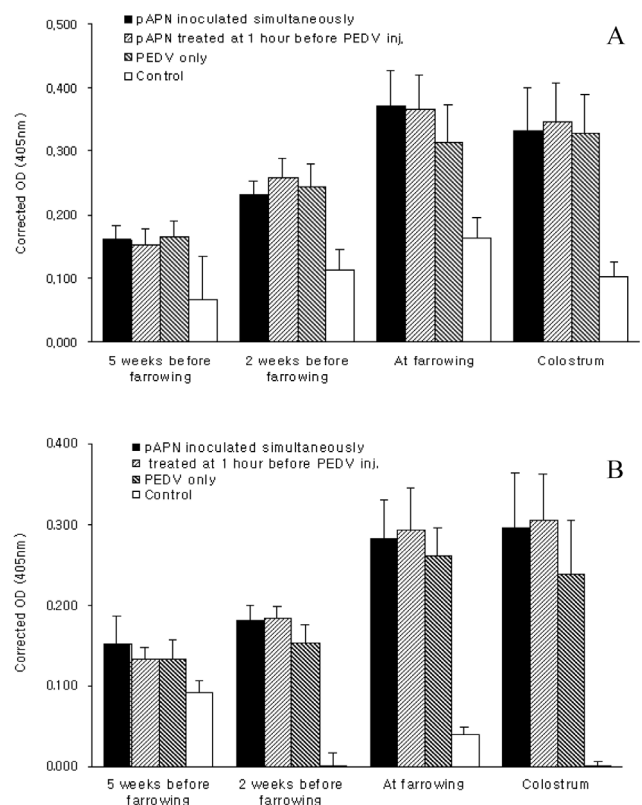 pAPN inoculated simultaneously
pAPN treated at 1 hour before PEDV inj.
PEDV only
Control
A
Corrected OD (405nm)
0,500
0,400
0,300
0,200
0,100
0,000
5 weeks before farrowing
2 weeks before farrowing
At farrowing
Colostrum
pAPN inoculated simultaneously
treated at 1 hour before PEDV inj.
PEDV only
Control
B
Corrected OD (405nm)
0.400
0.300
0.200
0.100
0.000
5 weeks before farrowing
2 weeks before farrowing
At farrowing
Colostrum